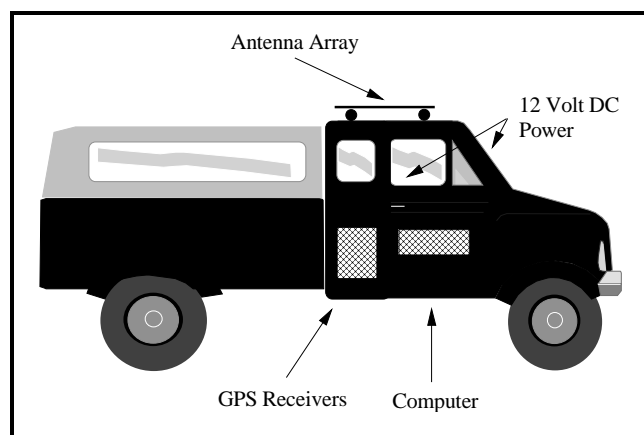 Antenna Array
12 Volt DC
Power
GPS Receivers
Computer